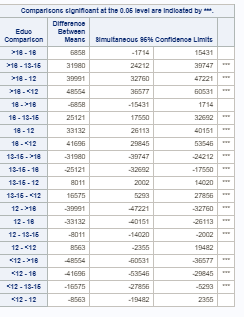 Comparisons significant at the 0.05 level are indicated by ***.
Educ Comparison Difference Between Means Simultaneous 95% Confidence Limits
>16 - 16 6858 -1714 15431
>16 - 13-15 31980 24212 39747 ***
>16 - 12 39991 32760 47221 ***
>16 - <12 48554 36577 60531 ***
16 - >16 -6858 -15431 1714
16 - 13-15 25121 17550 32692 ***
16 - 12 33132 26113 40151 ***
16 - <12 41696 29845 53546 ***
13-15 - >16 -31980 -39747 -24212 ***
13-15 - 16 -25121 -32692 -17550 ***
13-15 - 12 8011 2002 14020 ***
13-15 - <12 16575 5293 27856 ***
12 - >16 -39991 -47221 -32760 ***
12 - 16 -33132 -40151 -26113 ***
12 - 13-15 -8011 -14020 -2002 ***
12 - <12 8563 -2355 19482
<12 - >16 -48554 -60531 -36577 ***
<12 - 16 -41696 -53546 -29845 ***
<12 - 13-15 -16575 -27856 -5293 ***
<12 - 12 -8563 -19482 2355